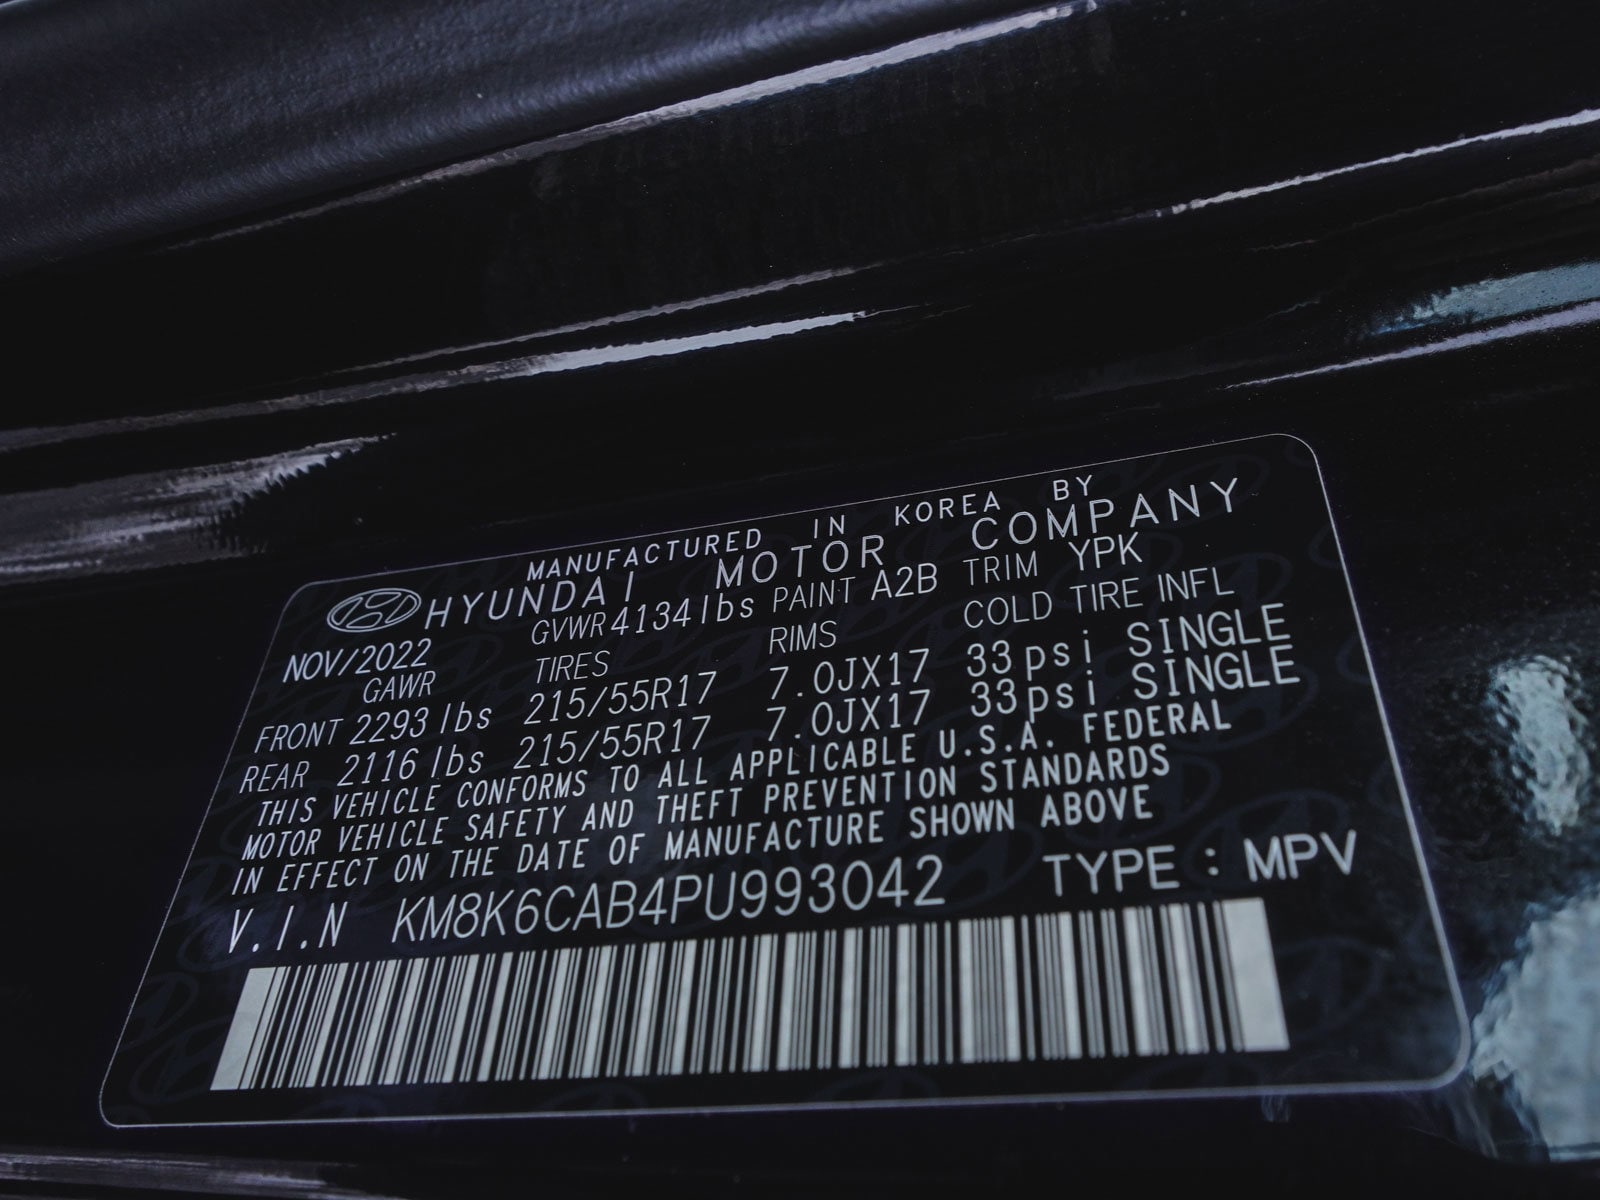 MANUFACTURED IN KOREA BY
HYUNDAI MOTOR COMPANY
NOV/2022 GVWR 4134lbs PAINT A2B TRIM YPK
GAWR TIRES RIMS COLD TIRE INFL
FRONT 2293 lbs 215/55R17 7.0JX17 33psi SINGLE
REAR 2116 lbs 215/55R17 7.0JX17 33psi SINGLE
THIS VEHICLE CONFORMS TO ALL APPLICABLE U.S.A. FEDERAL
MOTOR VEHICLE SAFETY AND THEFT PREVENTION STANDARDS
IN EFFECT ON THE DATE OF MANUFACTURE SHOWN ABOVE
V.I.N KM8K6CAB4PU993042 TYPE : MPV